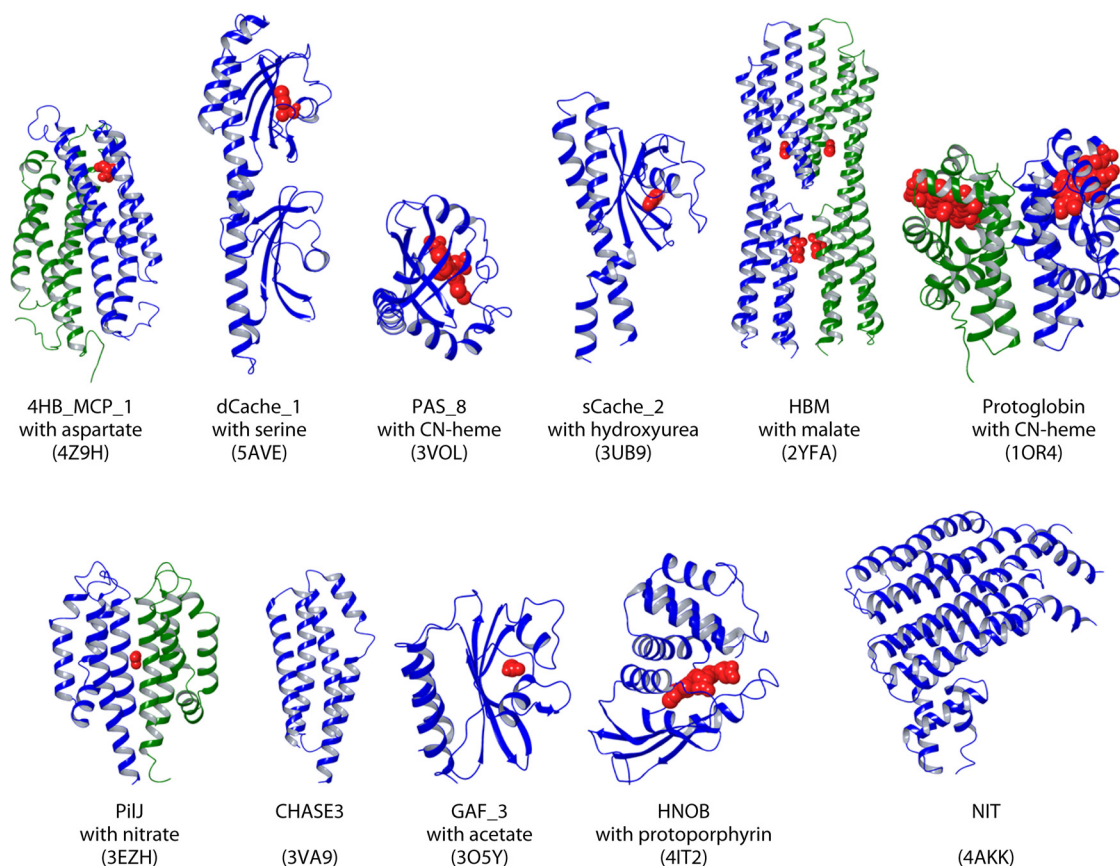 4HB_MCP_1
with aspartate
(4Z9H)
dCache_1
with serine
(5AVE)
PAS_8
with CN-heme
(3VOL)
sCache_2
with hydroxyurea
(3UB9)
HBM
with malate
(2YFA)
Protoglobin
with CN-heme
(1OR4)
PilJ
with nitrate
(3EZH)
CHASE3
(3VA9)
GAF_3
with acetate
(3O5Y)
HNOB
with protoporphyrin
(4IT2)
NIT
(4AKK)